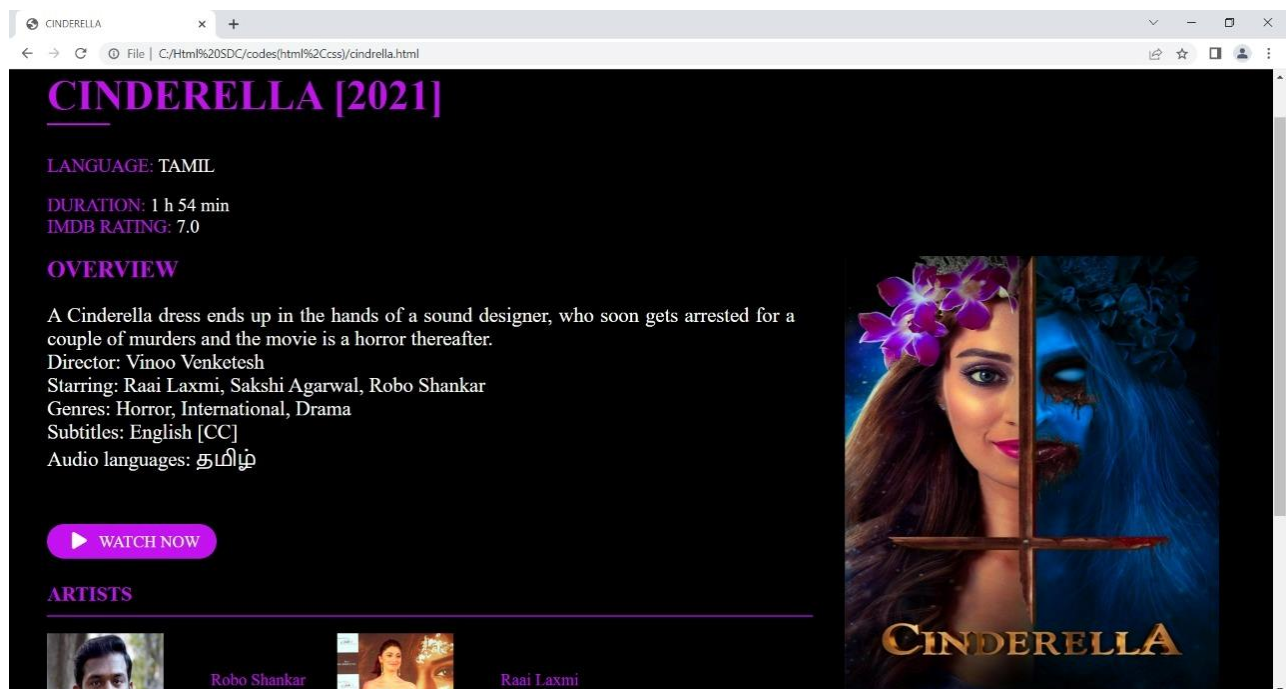 CINDERELLA
File | C:/Html%20SDC/codes(html%2Ccss)/cindrella.html
CINDERELLA [2021]
LANGUAGE: TAMIL
DURATION: 1 h 54 min
IMDB RATING: 7.0
OVERVIEW
A Cinderella dress ends up in the hands of a sound designer, who soon gets arrested for a
couple of murders and the movie is a horror thereafter.
Director: Vinoo Venketesh
Starring: Raai Laxmi, Sakshi Agarwal, Robo Shankar
Genres: Horror, International, Drama
Subtitles: English [CC]
Audio languages: தமிழ்
WATCH NOW
ARTISTS
Robo Shankar
Raai Laxmi
CINDERELLA